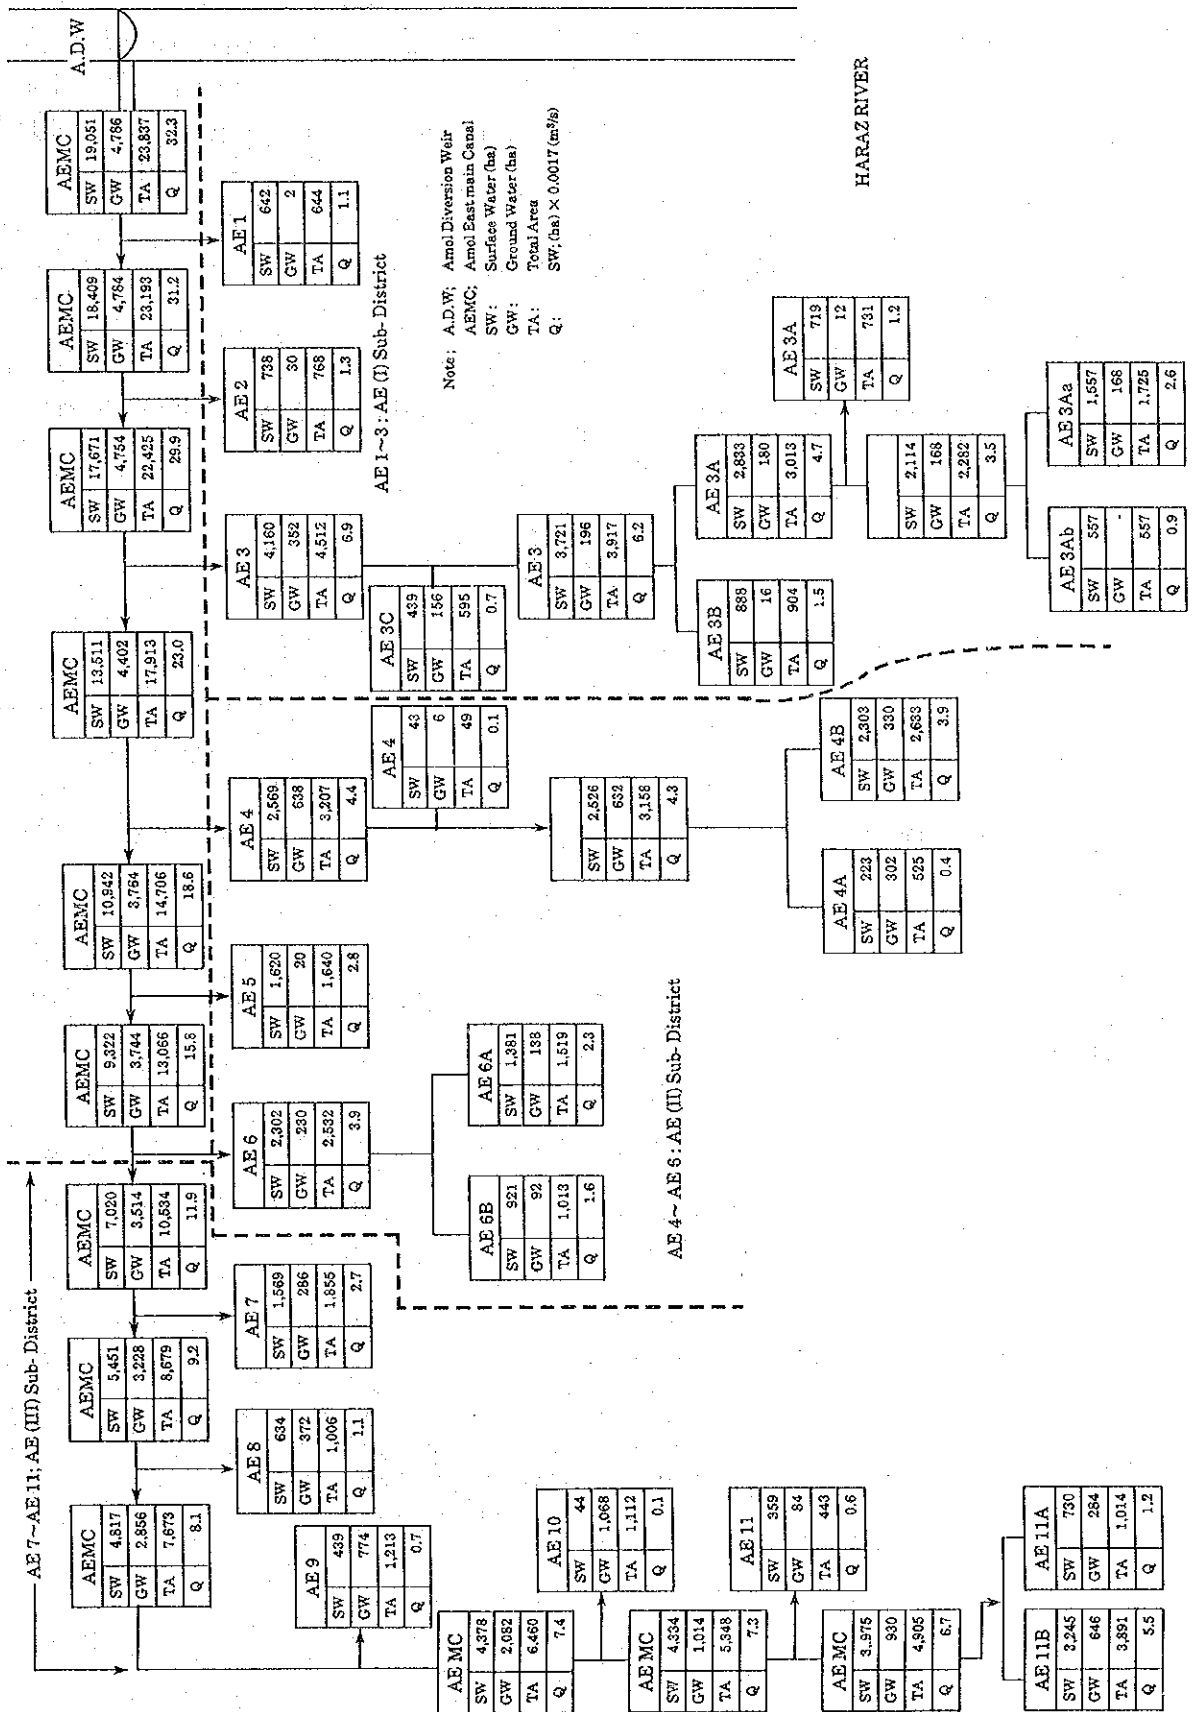 A.D.W
HARAZ RIVER
AEMC
SW 19,051
GW 4,786
TA 23,837
Q 32.3
AE 1
SW 642
GW 2
TA 644
Q 1.1
AEMC
SW 18,409
GW 4,784
TA 23,193
Q 31.2
AE 2
SW 738
GW 30
TA 768
Q 1.3
AEMC
SW 17,671
GW 4,754
TA 22,425
Q 29.9
AE 1~3 : AE (I) Sub-District
Note ; A.D.W; Amol Diversion Weir
AEMC; Amol East main Canal
SW : Surface Water (ha)
GW : Ground Water (ha)
TA : Total Area
Q : SW; (ha) × 0.0017 (m³/s)
AE 3
SW 4,160
GW 352
TA 4,512
Q 6.9
AE 3C
SW 439
GW 156
TA 595
Q 0.7
AE 3
SW 3,721
GW 196
TA 3,917
Q 6.2
AE 3A
SW 2,833
GW 180
TA 3,013
Q 4.7
AE 3B
SW 888
GW 16
TA 904
Q 1.5
AE 3A
SW 719
GW 12
TA 731
Q 1.2
SW 2,114
GW 168
TA 2,282
Q 3.5
AE 3Aa
SW 1,557
GW 168
TA 1,725
Q 2.6
AE 3Ab
SW 557
GW -
TA 557
Q 0.9
AEMC
SW 13,511
GW 4,402
TA 17,913
Q 23.0
AE 4
SW 2,569
GW 638
TA 3,207
Q 4.4
AE 4
SW 43
GW 6
TA 49
Q 0.1
SW 2,526
GW 632
TA 3,158
Q 4.3
AE 4B
SW 2,303
GW 330
TA 2,633
Q 3.9
AE 4A
SW 223
GW 302
TA 525
Q 0.4
AEMC
SW 10,942
GW 3,764
TA 14,706
Q 18.6
AE 5
SW 1,620
GW 20
TA 1,640
Q 2.8
AEMC
SW 9,322
GW 3,744
TA 13,066
Q 15.8
AE 6
SW 2,302
GW 230
TA 2,532
Q 3.9
AE 6A
SW 1,381
GW 138
TA 1,519
Q 2.3
AE 6B
SW 921
GW 92
TA 1,013
Q 1.6
AE 4~ AE 6 : AE (II) Sub-District
AE 7~AE 11; AE (III) Sub-District
AEMC
SW 7,020
GW 3,514
TA 10,534
Q 11.9
AE 7
SW 1,569
GW 286
TA 1,855
Q 2.7
AEMC
SW 5,451
GW 3,228
TA 8,679
Q 9.2
AE 8
SW 634
GW 372
TA 1,006
Q 1.1
AEMC
SW 4,817
GW 2,856
TA 7,673
Q 8.1
AE 9
SW 439
GW 774
TA 1,213
Q 0.7
AE MC
SW 4,378
GW 2,082
TA 6,460
Q 7.4
AE 10
SW 44
GW 1,068
TA 1,112
Q 0.1
AE MC
SW 4,334
GW 1,014
TA 5,348
Q 7.3
AE 11
SW 359
GW 84
TA 443
Q 0.6
AE MC
SW 3,975
GW 930
TA 4,905
Q 6.7
AE 11A
SW 730
GW 284
TA 1,014
Q 1.2
AE 11B
SW 3,245
GW 646
TA 3,891
Q 5.5